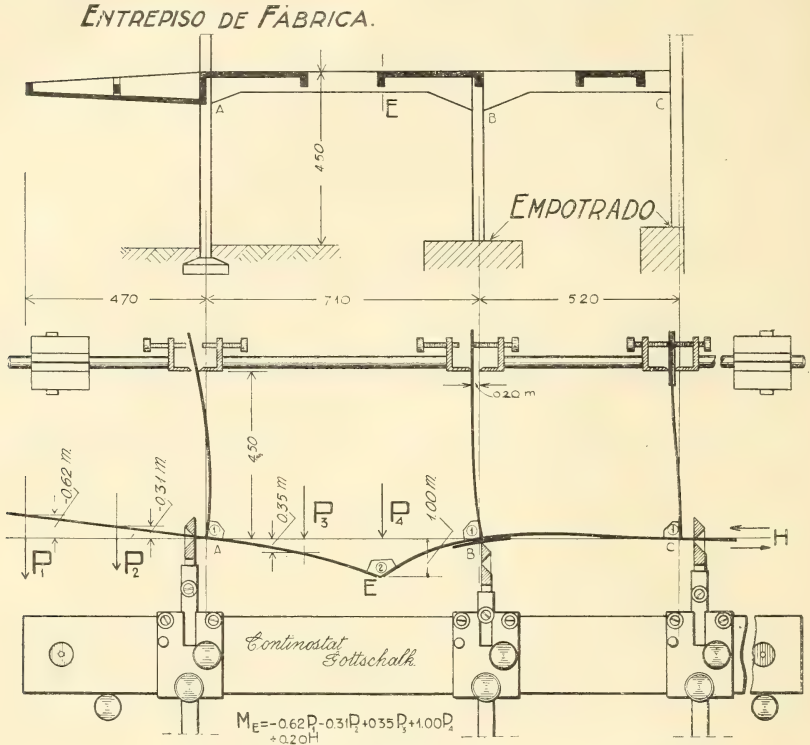 ENTREPISO DE FÁBRICA.
A
E
B
C
450
EMPOTRADO
470
710
520
0.20 m
4,50
-0.62 m.
-0.31 m.
0.35 m
P3
P4
1.00 m.
1
1
1
H
P1
P2
A
B
C
E
2
Continostat
Gottschalk.
ME=-0.62P1-0.31P2+0.35P3+1.00P4
+0.20H